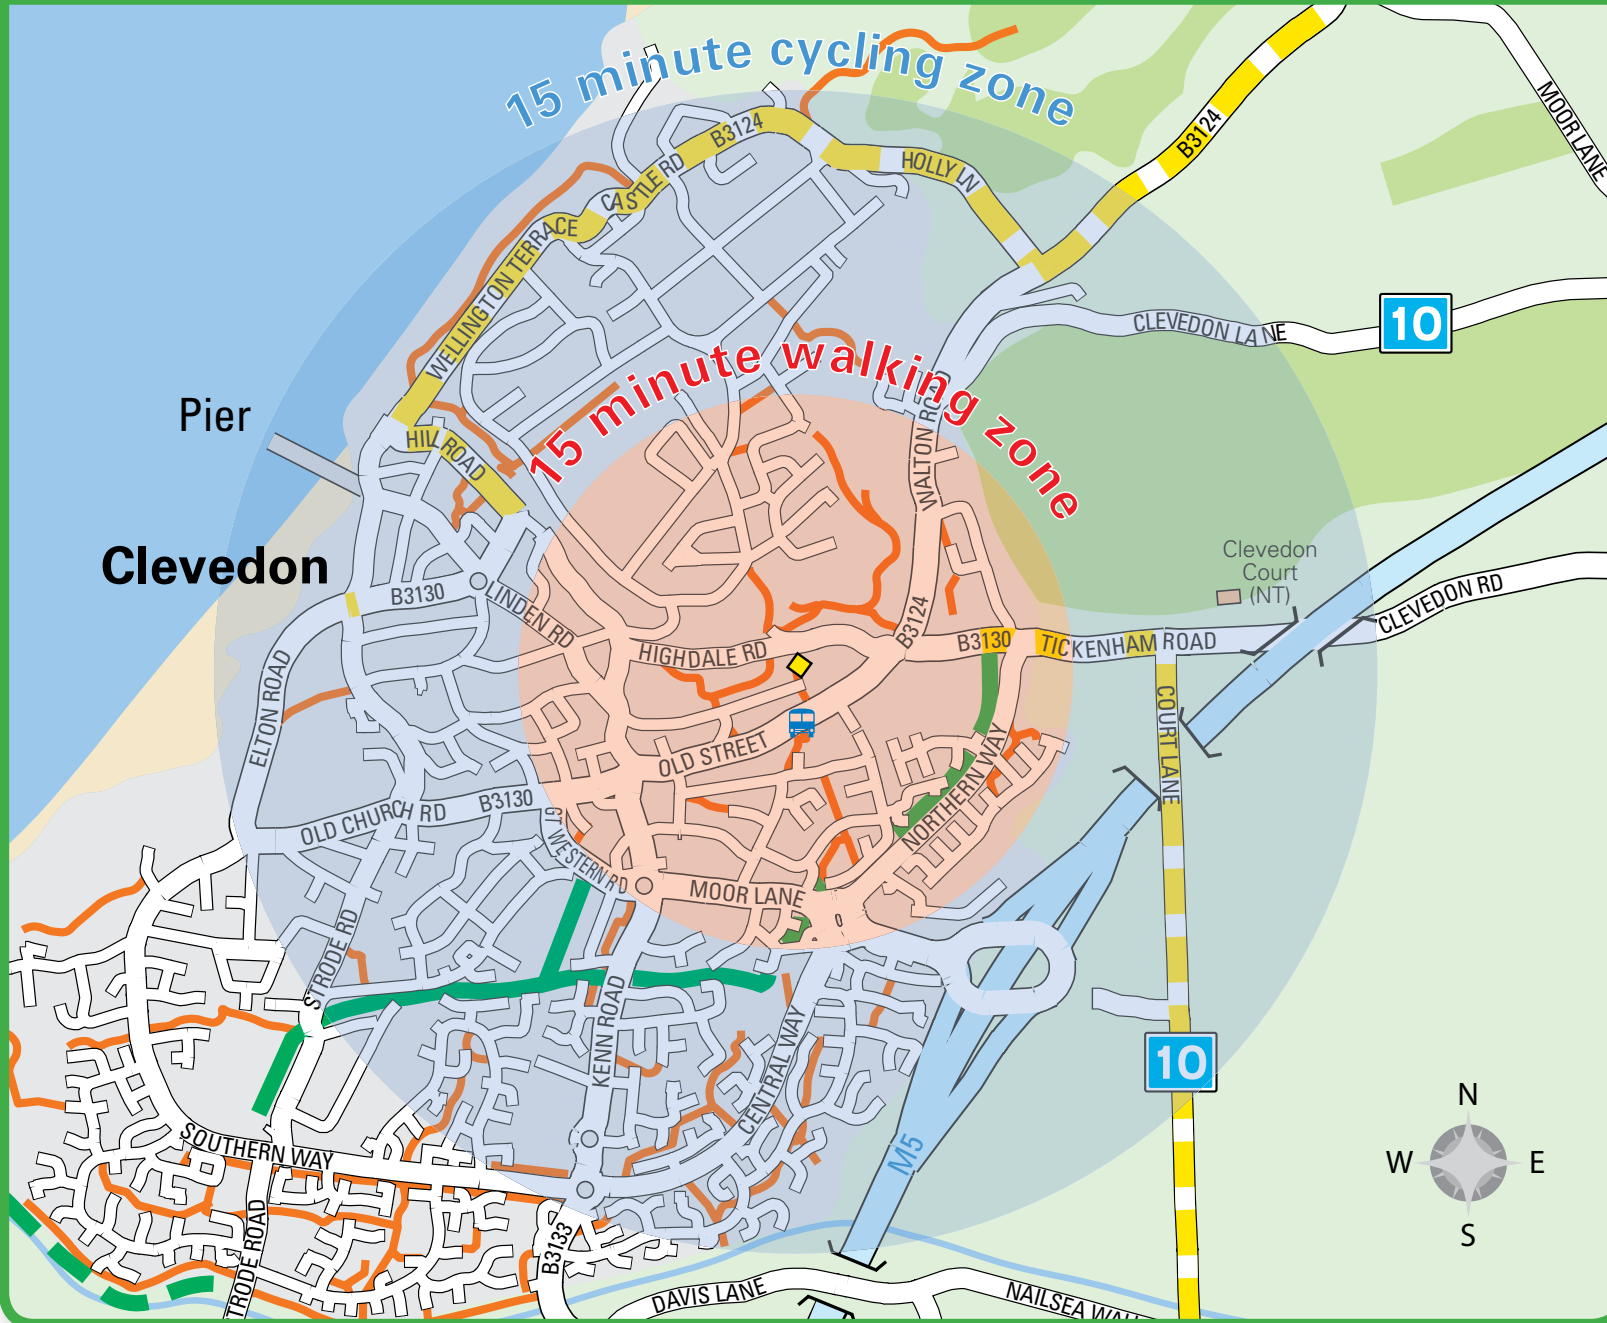 15 minute cycling zone
B3124
CASTLE RD
HOLLY LN
B3124
MOOR LANE
WELLINGTON TERRACE
10
CLEVEDON LANE
15 minute walking zone
WALTON ROAD
Pier
HILL ROAD
Clevedon
Clevedon
Court
(NT)
B3130
LINDEN RD
CLEVEDON RD
B3124
HIGHDALE RD
B3130
TICKENHAM ROAD
ELTON ROAD
COURT LANE
OLD STREET
NORTHERN WAY
OLD CHURCH RD
B3130
GT WESTERN RD
MOOR LANE
STRODE RD
KENN ROAD
CENTRAL WAY
10
M5
SOUTHERN WAY
N
W
E
S
TRODE ROAD
B3133
DAVIS LANE
NAILSEA WAL